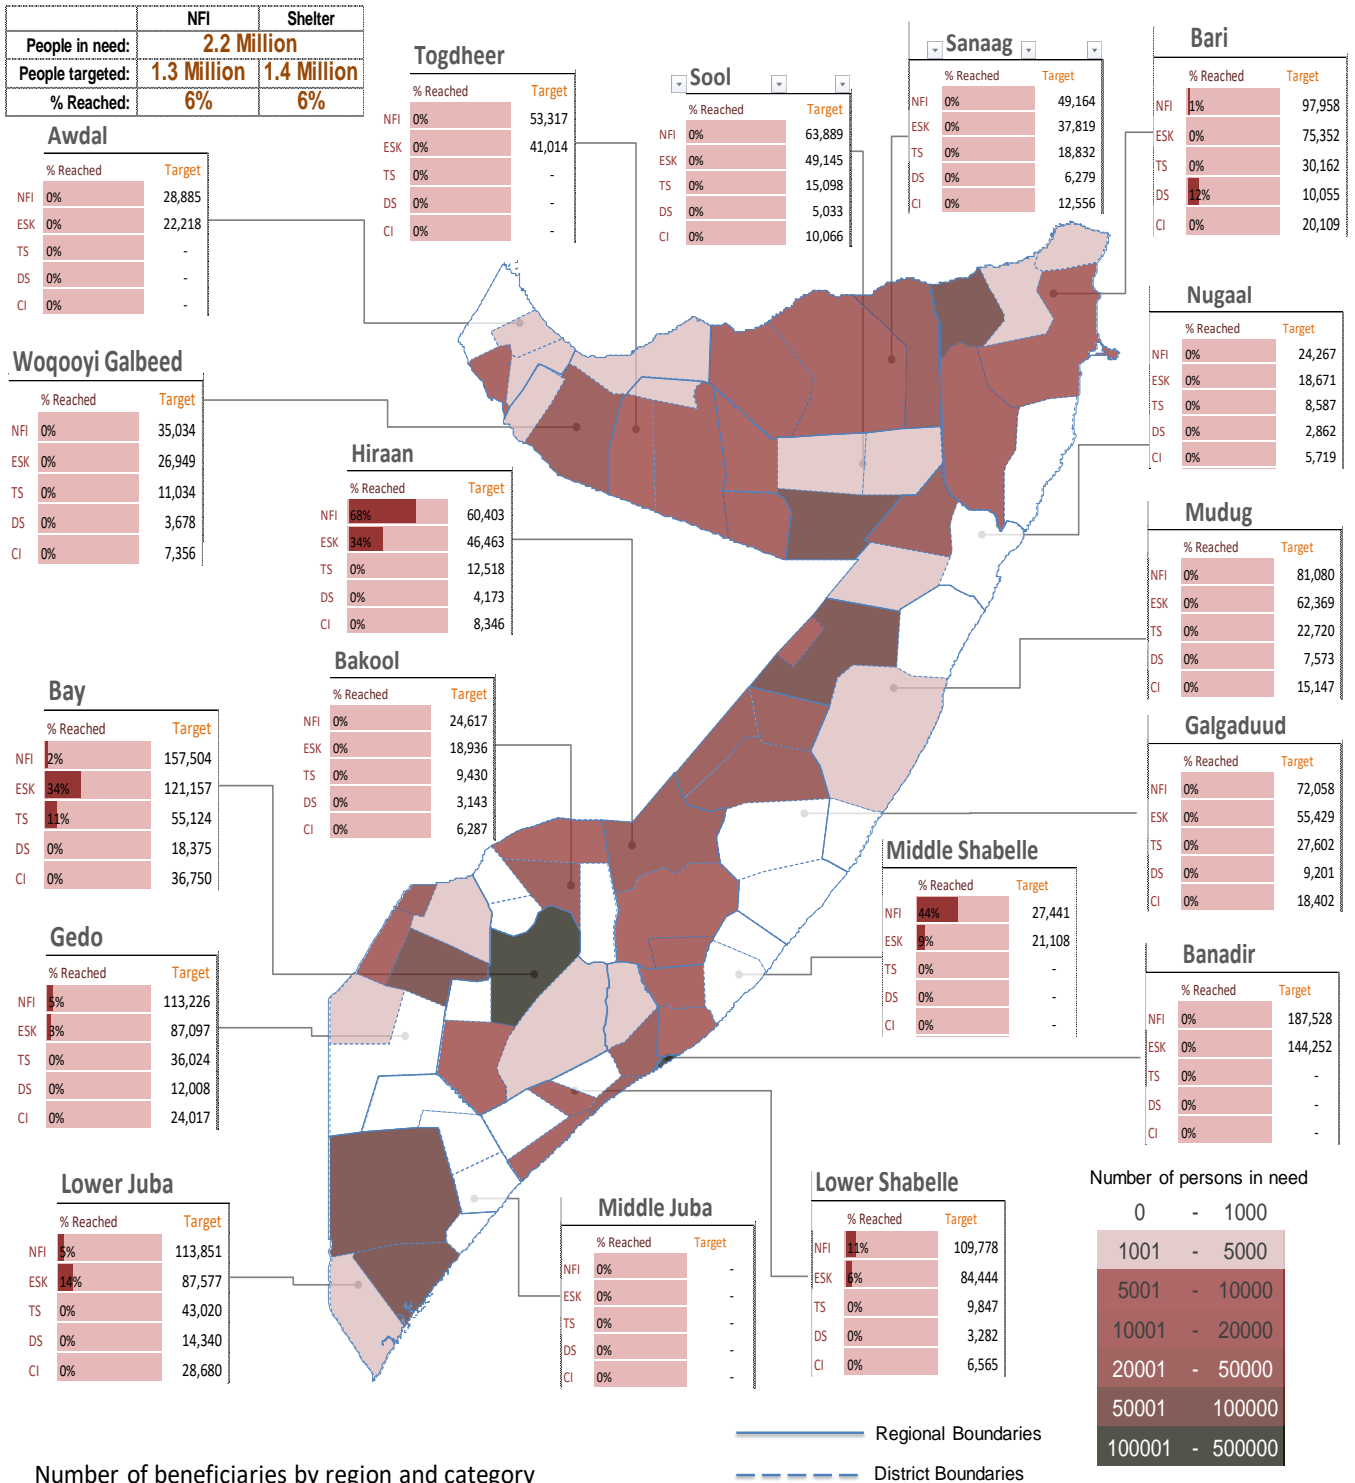 NFI Shelter
People in need: 2.2 Million
People targeted: 1.3 Million 1.4 Million
% Reached: 6% 6%
Togdheer
% Reached Target
NFI 0% 53,317
ESK 0% 41,014
TS 0% -
DS 0% -
CI 0% -
Sool
% Reached Target
NFI 0% 63,889
ESK 0% 49,145
TS 0% 15,098
DS 0% 5,033
CI 0% 10,066
Sanaag
% Reached Target
NFI 0% 49,164
ESK 0% 37,819
TS 0% 18,832
DS 0% 6,279
CI 0% 12,556
Bari
% Reached Target
NFI 1% 97,958
ESK 0% 75,352
TS 0% 30,162
DS 12% 10,055
CI 0% 20,109
Awdal
% Reached Target
NFI 0% 28,885
ESK 0% 22,218
TS 0% -
DS 0% -
CI 0% -
Nugaal
% Reached Target
NFI 0% 24,267
ESK 0% 18,671
TS 0% 8,587
DS 0% 2,862
CI 0% 5,719
Woqooyi Galbeed
% Reached Target
NFI 0% 35,034
ESK 0% 26,949
TS 0% 11,034
DS 0% 3,678
CI 0% 7,356
Hiraan
% Reached Target
NFI 68% 60,403
ESK 34% 46,463
TS 0% 12,518
DS 0% 4,173
CI 0% 8,346
Mudug
% Reached Target
NFI 0% 81,080
ESK 0% 62,369
TS 0% 22,720
DS 0% 7,573
CI 0% 15,147
Bakool
% Reached Target
NFI 0% 24,617
ESK 0% 18,936
TS 0% 9,430
DS 0% 3,143
CI 0% 6,287
Bay
% Reached Target
NFI 2% 157,504
ESK 34% 121,157
TS 11% 55,124
DS 0% 18,375
CI 0% 36,750
Galgaduud
% Reached Target
NFI 0% 72,058
ESK 0% 55,429
TS 0% 27,602
DS 0% 9,201
CI 0% 18,402
Middle Shabelle
% Reached Target
NFI 44% 27,441
ESK 9% 21,108
TS 0% -
DS 0% -
CI 0% -
Gedo
% Reached Target
NFI 5% 113,226
ESK 3% 87,097
TS 0% 36,024
DS 0% 12,008
CI 0% 24,017
Banadir
% Reached Target
NFI 0% 187,528
ESK 0% 144,252
TS 0% -
DS 0% -
CI 0% -
Lower Juba
% Reached Target
NFI 5% 113,851
ESK 14% 87,577
TS 0% 43,020
DS 0% 14,340
CI 0% 28,680
Middle Juba
% Reached Target
NFI 0% -
ESK 0% -
TS 0% -
DS 0% -
CI 0% -
Lower Shabelle
% Reached Target
NFI 11% 109,778
ESK 6% 84,444
TS 0% 9,847
DS 0% 3,282
CI 0% 6,565
Number of persons in need
0 - 1000
1001 - 5000
5001 - 10000
10001 - 20000
20001 - 50000
50001 100000
100001 - 500000
Regional Boundaries
District Boundaries
Number of beneficiaries by region and category